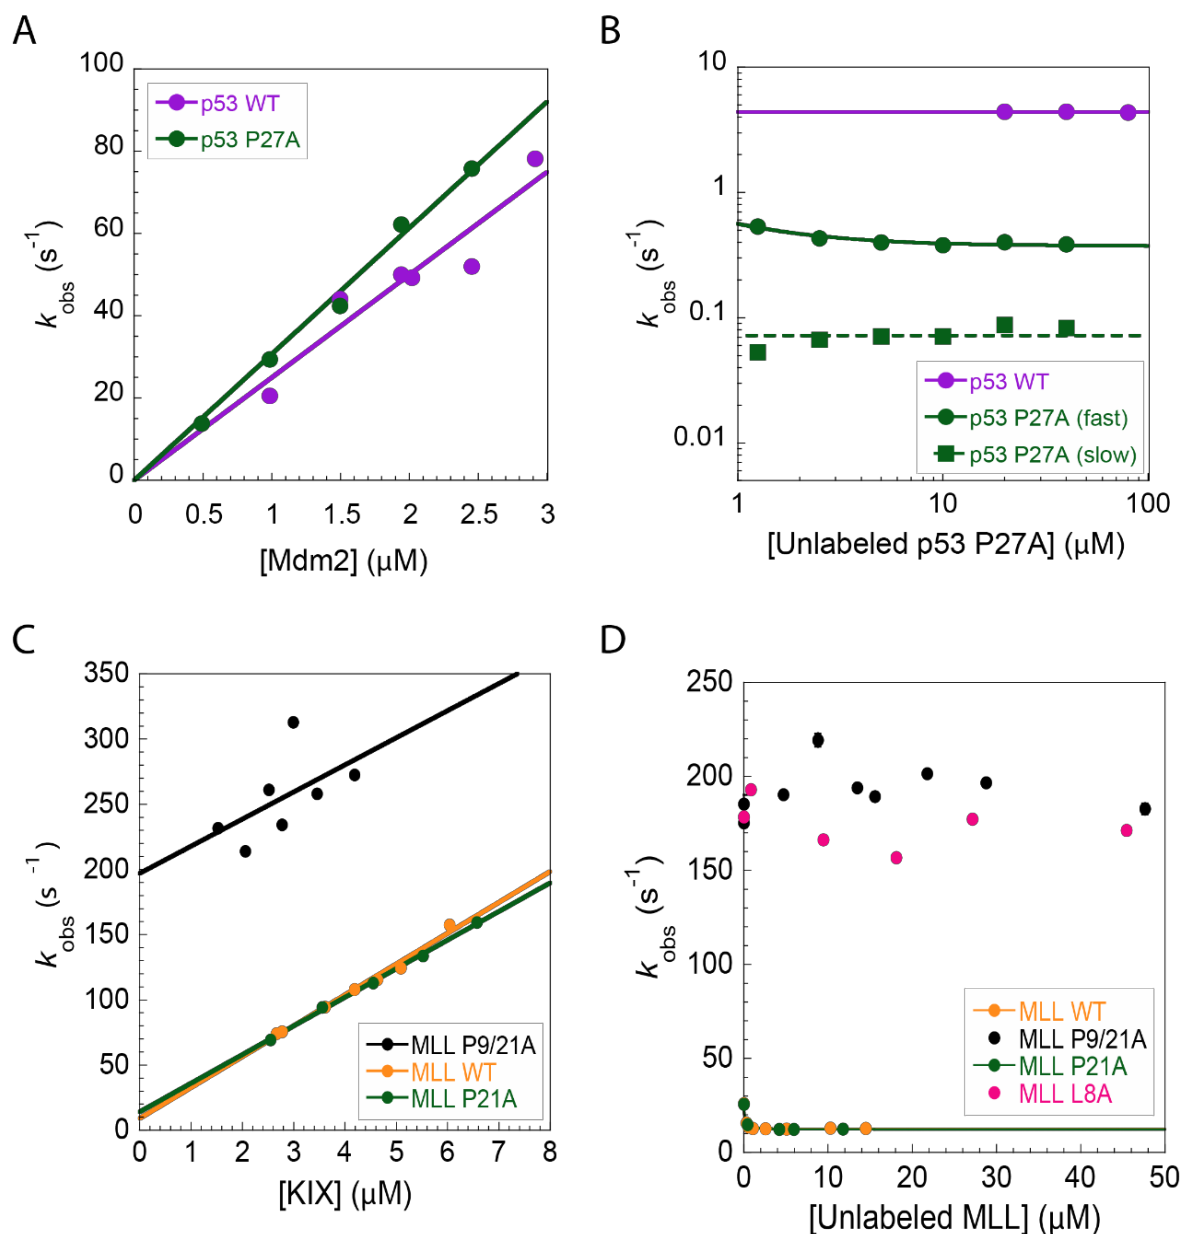 A
k_obs (s⁻¹)
100
80
60
40
20
0
p53 WT
p53 P27A
0 0.5 1 1.5 2 2.5 3
[Mdm2] (µM)
B
k_obs (s⁻¹)
10
1
0.1
0.01
p53 WT
p53 P27A (fast)
p53 P27A (slow)
1 10 100
[Unlabeled p53 P27A] (µM)
C
k_obs (s⁻¹)
350
300
250
200
150
100
50
0
MLL P9/21A
MLL WT
MLL P21A
0 1 2 3 4 5 6 7 8
[KIX] (µM)
D
k_obs (s⁻¹)
250
200
150
100
50
0
MLL WT
MLL P9/21A
MLL P21A
MLL L8A
0 10 20 30 40 50
[Unlabeled MLL] (µM)